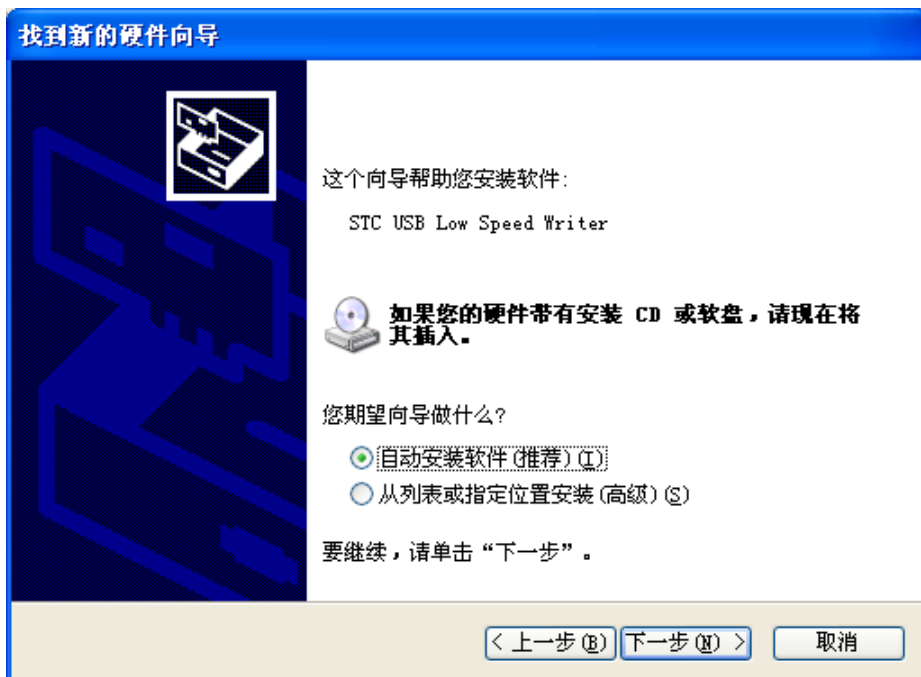 找到新的硬件向导
这个向导帮助您安装软件:
STC USB Low Speed Writer
如果您的硬件带有安装 CD 或软盘，请现在将
其插入。
您期望向导做什么?
自动安装软件(推荐)(I)
从列表或指定位置安装(高级)(S)
要继续，请单击“下一步”。
< 上一步(B) 下一步(N) > 取消